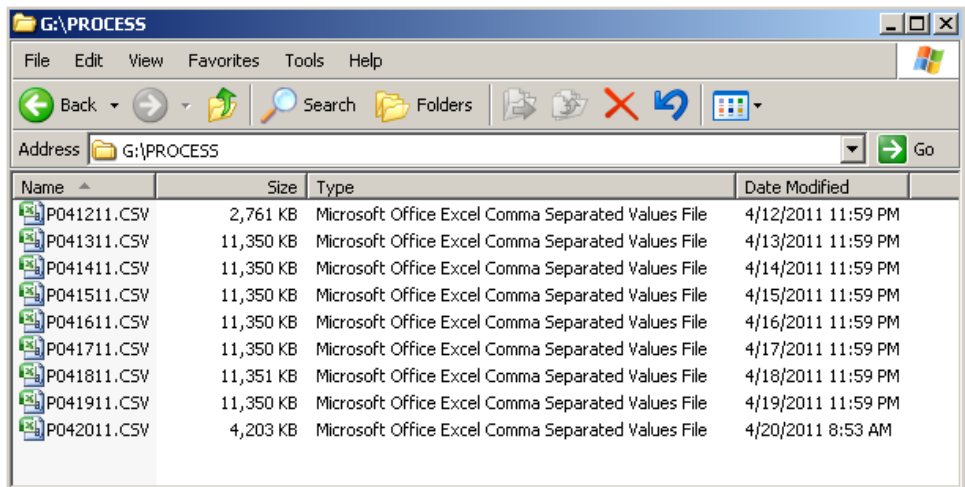 G:\PROCESS
File Edit View Favorites Tools Help
Back Search Folders
Address G:\PROCESS Go
Name Size Type Date Modified
P041211.CSV 2,761 KB Microsoft Office Excel Comma Separated Values File 4/12/2011 11:59 PM
P041311.CSV 11,350 KB Microsoft Office Excel Comma Separated Values File 4/13/2011 11:59 PM
P041411.CSV 11,350 KB Microsoft Office Excel Comma Separated Values File 4/14/2011 11:59 PM
P041511.CSV 11,350 KB Microsoft Office Excel Comma Separated Values File 4/15/2011 11:59 PM
P041611.CSV 11,350 KB Microsoft Office Excel Comma Separated Values File 4/16/2011 11:59 PM
P041711.CSV 11,350 KB Microsoft Office Excel Comma Separated Values File 4/17/2011 11:59 PM
P041811.CSV 11,351 KB Microsoft Office Excel Comma Separated Values File 4/18/2011 11:59 PM
P041911.CSV 11,350 KB Microsoft Office Excel Comma Separated Values File 4/19/2011 11:59 PM
P042011.CSV 4,203 KB Microsoft Office Excel Comma Separated Values File 4/20/2011 8:53 AM